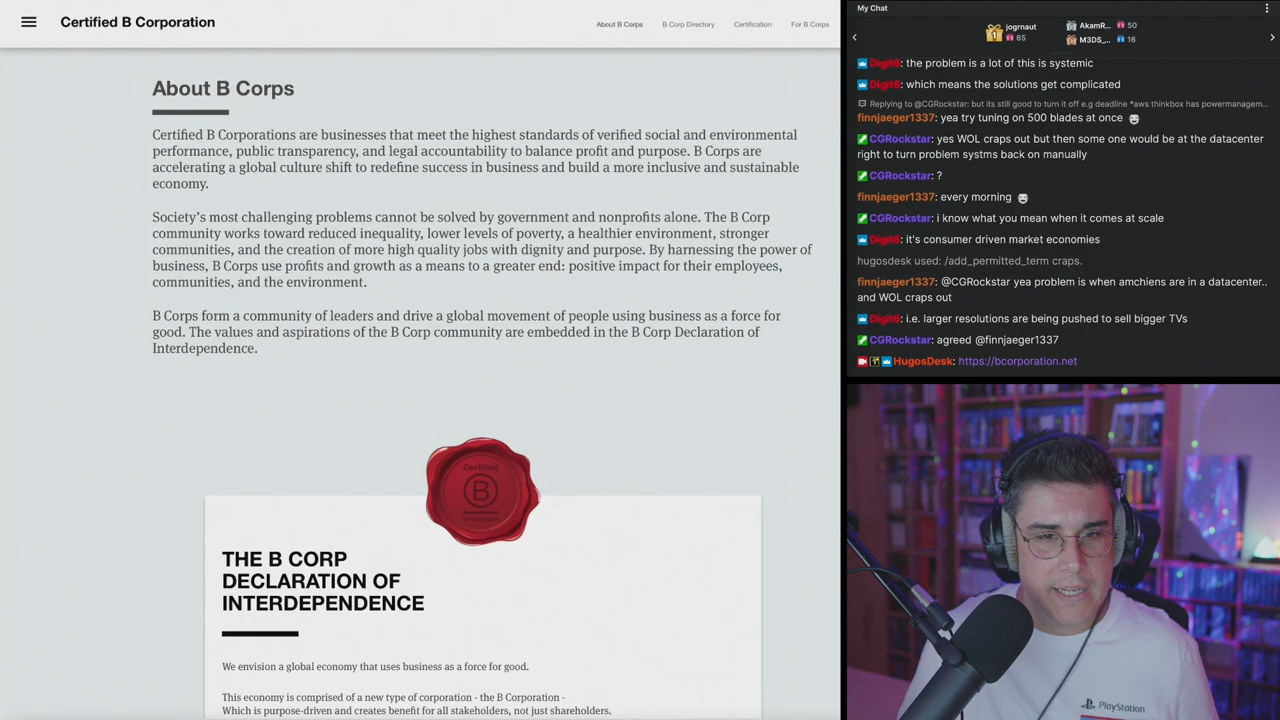 Certified B Corporation
About B Corps
B Corp Directory
Certification
For B Corps
About B Corps
Certified B Corporations are businesses that meet the highest standards of verified social and environmental
performance, public transparency, and legal accountability to balance profit and purpose. B Corps are
accelerating a global culture shift to redefine success in business and build a more inclusive and sustainable
economy.
Society's most challenging problems cannot be solved by government and nonprofits alone. The B Corp
community works toward reduced inequality, lower levels of poverty, a healthier environment, stronger
communities, and the creation of more high quality jobs with dignity and purpose. By harnessing the power of
business, B Corps use profits and growth as a means to a greater end: positive impact for their employees,
communities, and the environment.
B Corps form a community of leaders and drive a global movement of people using business as a force for
good. The values and aspirations of the B Corp community are embedded in the B Corp Declaration of
Interdependence.
Certified
B
Corporation
THE B CORP
DECLARATION OF
INTERDEPENDENCE
We envision a global economy that uses business as a force for good.
This economy is comprised of a new type of corporation - the B Corporation -
Which is purpose-driven and creates benefit for all stakeholders, not just shareholders.
My Chat
1 jogrnaut 65
AkamR... 50
M3DS_... 16
Digit6: the problem is a lot of this is systemic
Digit6: which means the solutions get complicated
Replying to @CGRockstar: but its still good to turn it off e.g deadline *aws thinkbox has powermanagem...
finnjaeger1337: yea try tuning on 500 blades at once
CGRockstar: yes WOL craps out but then some one would be at the datacenter
right to turn problem systms back on manually
CGRockstar: ?
finnjaeger1337: every morning
CGRockstar: i know what you mean when it comes at scale
Digit6: it's consumer driven market economies
hugosdesk used: /add_permitted_term craps.
finnjaeger1337: @CGRockstar yea problem is when amchiens are in a datacenter..
and WOL craps out
Digit6: i.e. larger resolutions are being pushed to sell bigger TVs
CGRockstar: agreed @finnjaeger1337
HugosDesk: https://bcorporation.net
PlayStation